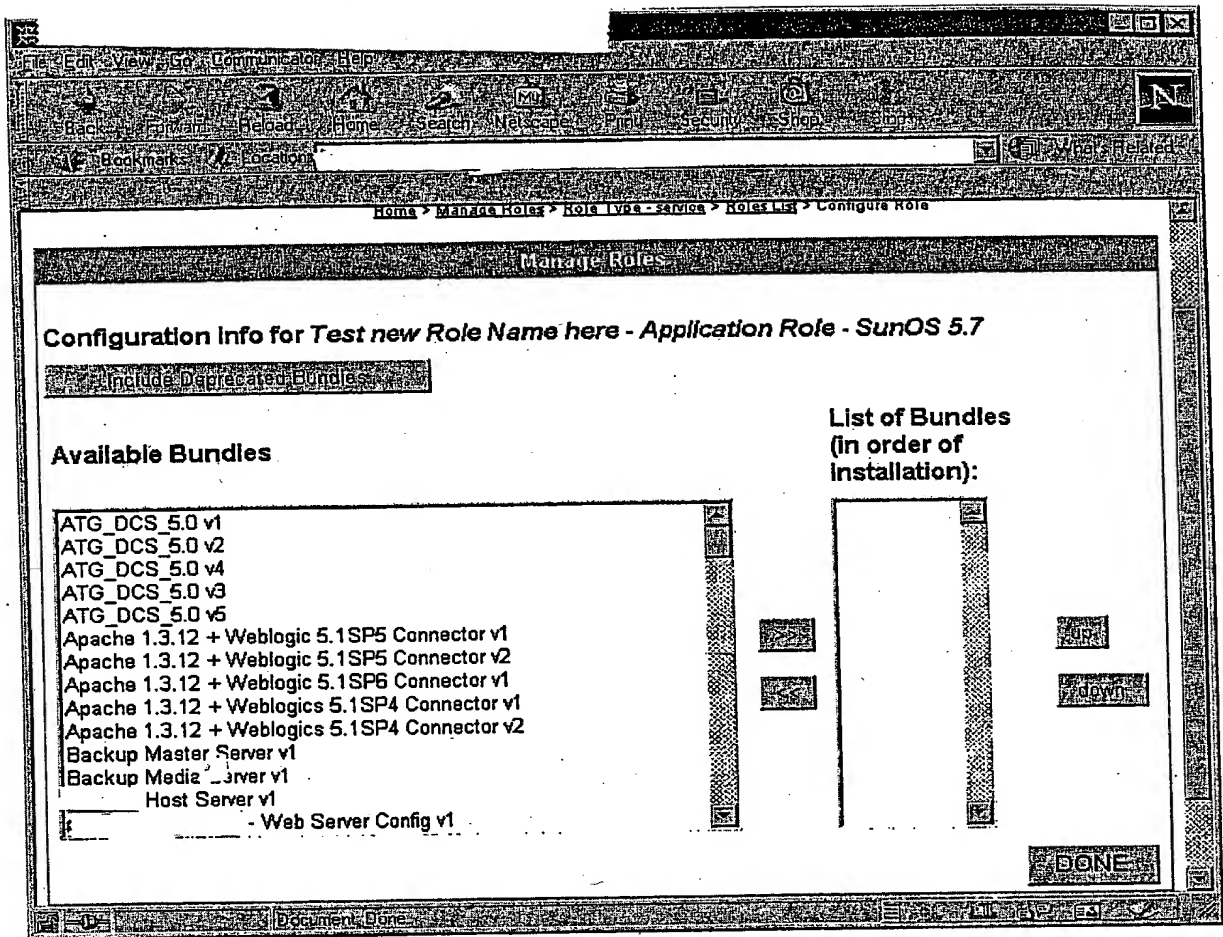 File Edit View Go Communicator Help
Back Forward Reload Home Search Netscape Print Security Shop Stop
Bookmarks Location: What's Related
Home > Manage Roles > Role Type - service > Roles List > Configure Role
Manage Roles
Configuration info for Test new Role Name here - Application Role - SunOS 5.7
Include Deprecated Bundles
Available Bundles
List of Bundles
(in order of
installation):
ATG_DCS_5.0 v1
ATG_DCS_5.0 v2
ATG_DCS_5.0 v4
ATG_DCS_5.0 v3
ATG_DCS_5.0 v5
Apache 1.3.12 + Weblogic 5.1SP5 Connector v1
Apache 1.3.12 + Weblogic 5.1SP5 Connector v2
Apache 1.3.12 + Weblogic 5.1SP6 Connector v1
Apache 1.3.12 + Weblogics 5.1SP4 Connector v1
Apache 1.3.12 + Weblogics 5.1SP4 Connector v2
Backup Master Server v1
Backup Media Server v1
Host Server v1
- Web Server Config v1
>>
<<
up
down
DONE
Document: Done
N